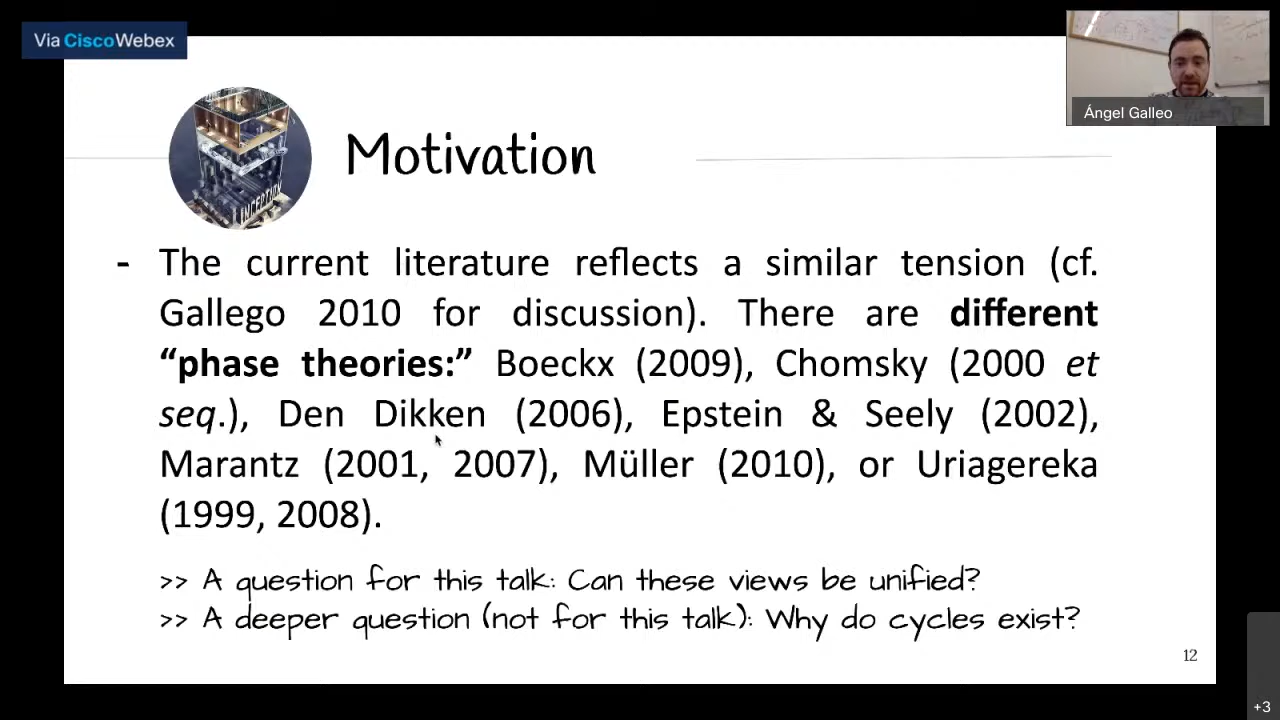 Via CiscoWebex
Ángel Galleo
INCEPTION
Motivation
- The current literature reflects a similar tension (cf.
Gallego 2010 for discussion). There are different
“phase theories:” Boeckx (2009), Chomsky (2000 et
seq.), Den Dikken (2006), Epstein & Seely (2002),
Marantz (2001, 2007), Müller (2010), or Uriagereka
(1999, 2008).
>> A question for this talk: Can these views be unified?
>> A deeper question (not for this talk): Why do cycles exist?
12
+3